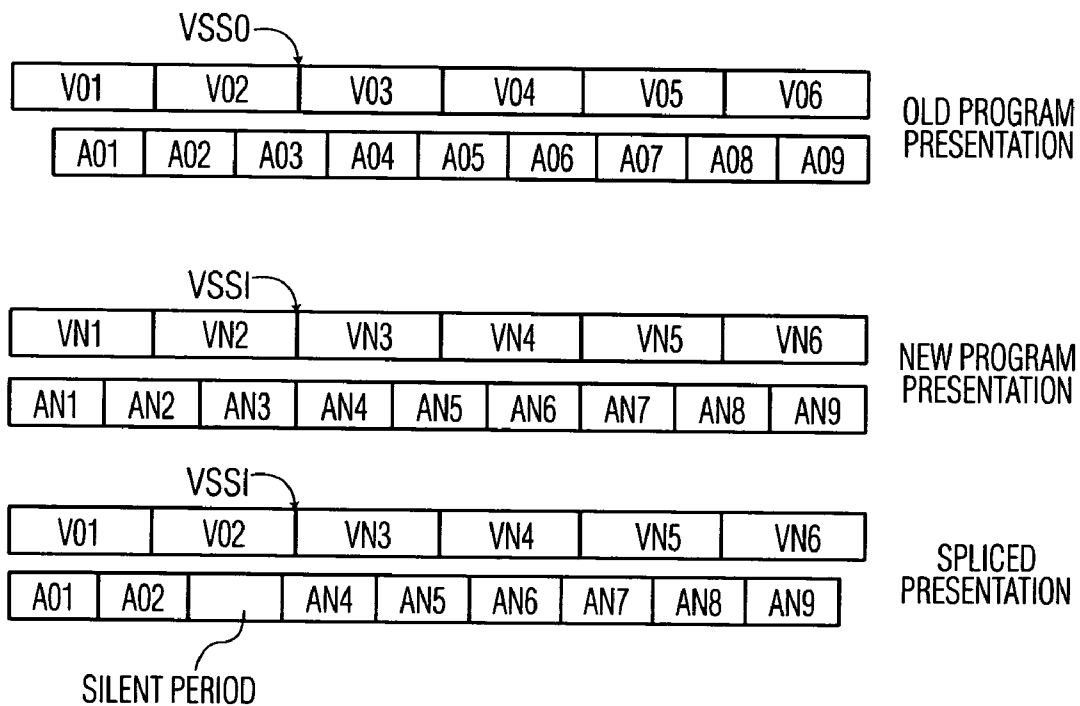 VSSO
V01 V02 V03 V04 V05 V06
A01 A02 A03 A04 A05 A06 A07 A08 A09
OLD PROGRAM
PRESENTATION
VSSI
VN1 VN2 VN3 VN4 VN5 VN6
AN1 AN2 AN3 AN4 AN5 AN6 AN7 AN8 AN9
NEW PROGRAM
PRESENTATION
VSSI
V01 V02 VN3 VN4 VN5 VN6
A01 A02 AN4 AN5 AN6 AN7 AN8 AN9
SPLICED
PRESENTATION
SILENT PERIOD